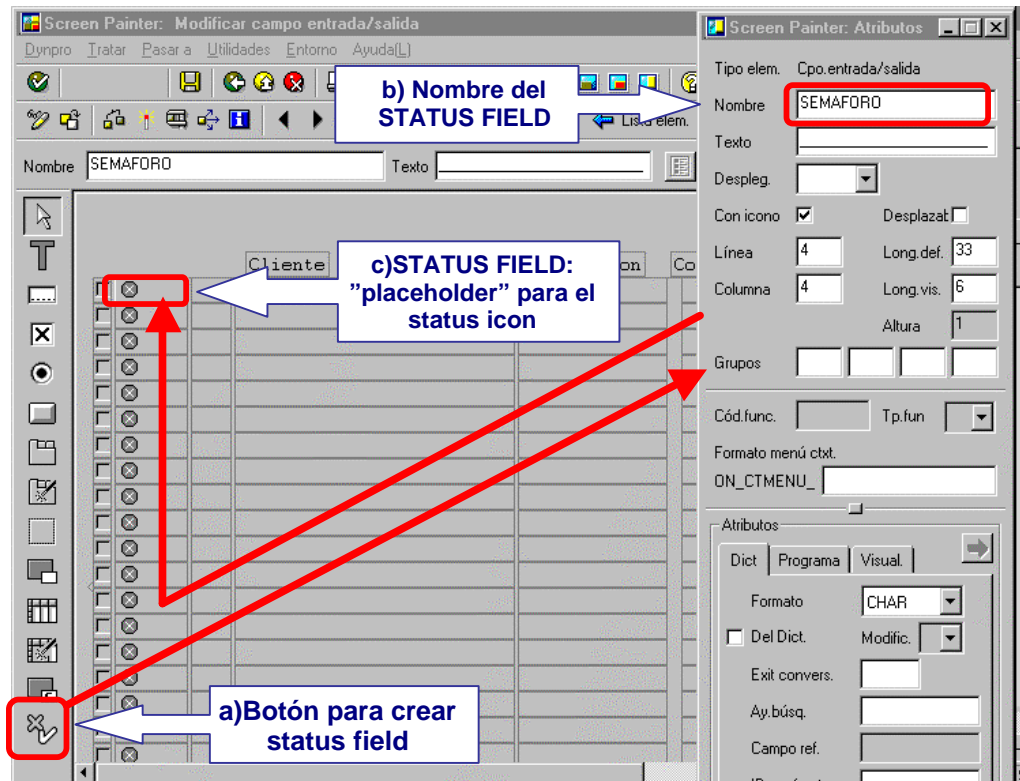 Screen Painter: Modificar campo entrada/salida
Dynpro Tratar Pasar a Utilidades Entorno Ayuda(L)
b) Nombre del
STATUS FIELD
Lista elem.
Nombre SEMAFORO Texto
Cliente
Co
c)STATUS FIELD:
”placeholder” para el
status icon
a)Botón para crear
status field
Screen Painter: Atributos
Tipo elem. Cpo.entrada/salida
Nombre SEMAFORO
Texto
Despleg.
Con icono Desplazab
Línea 4 Long.def. 33
Columna 4 Long.vis. 6
Altura 1
Grupos
Cód.func. Tp.fun
Formato menú ctxt.
ON_CTMENU_
Atributos
Dict Programa Visual.
Formato CHAR
Del Dict. Modific.
Exit convers.
Ay.búsq.
Campo ref.